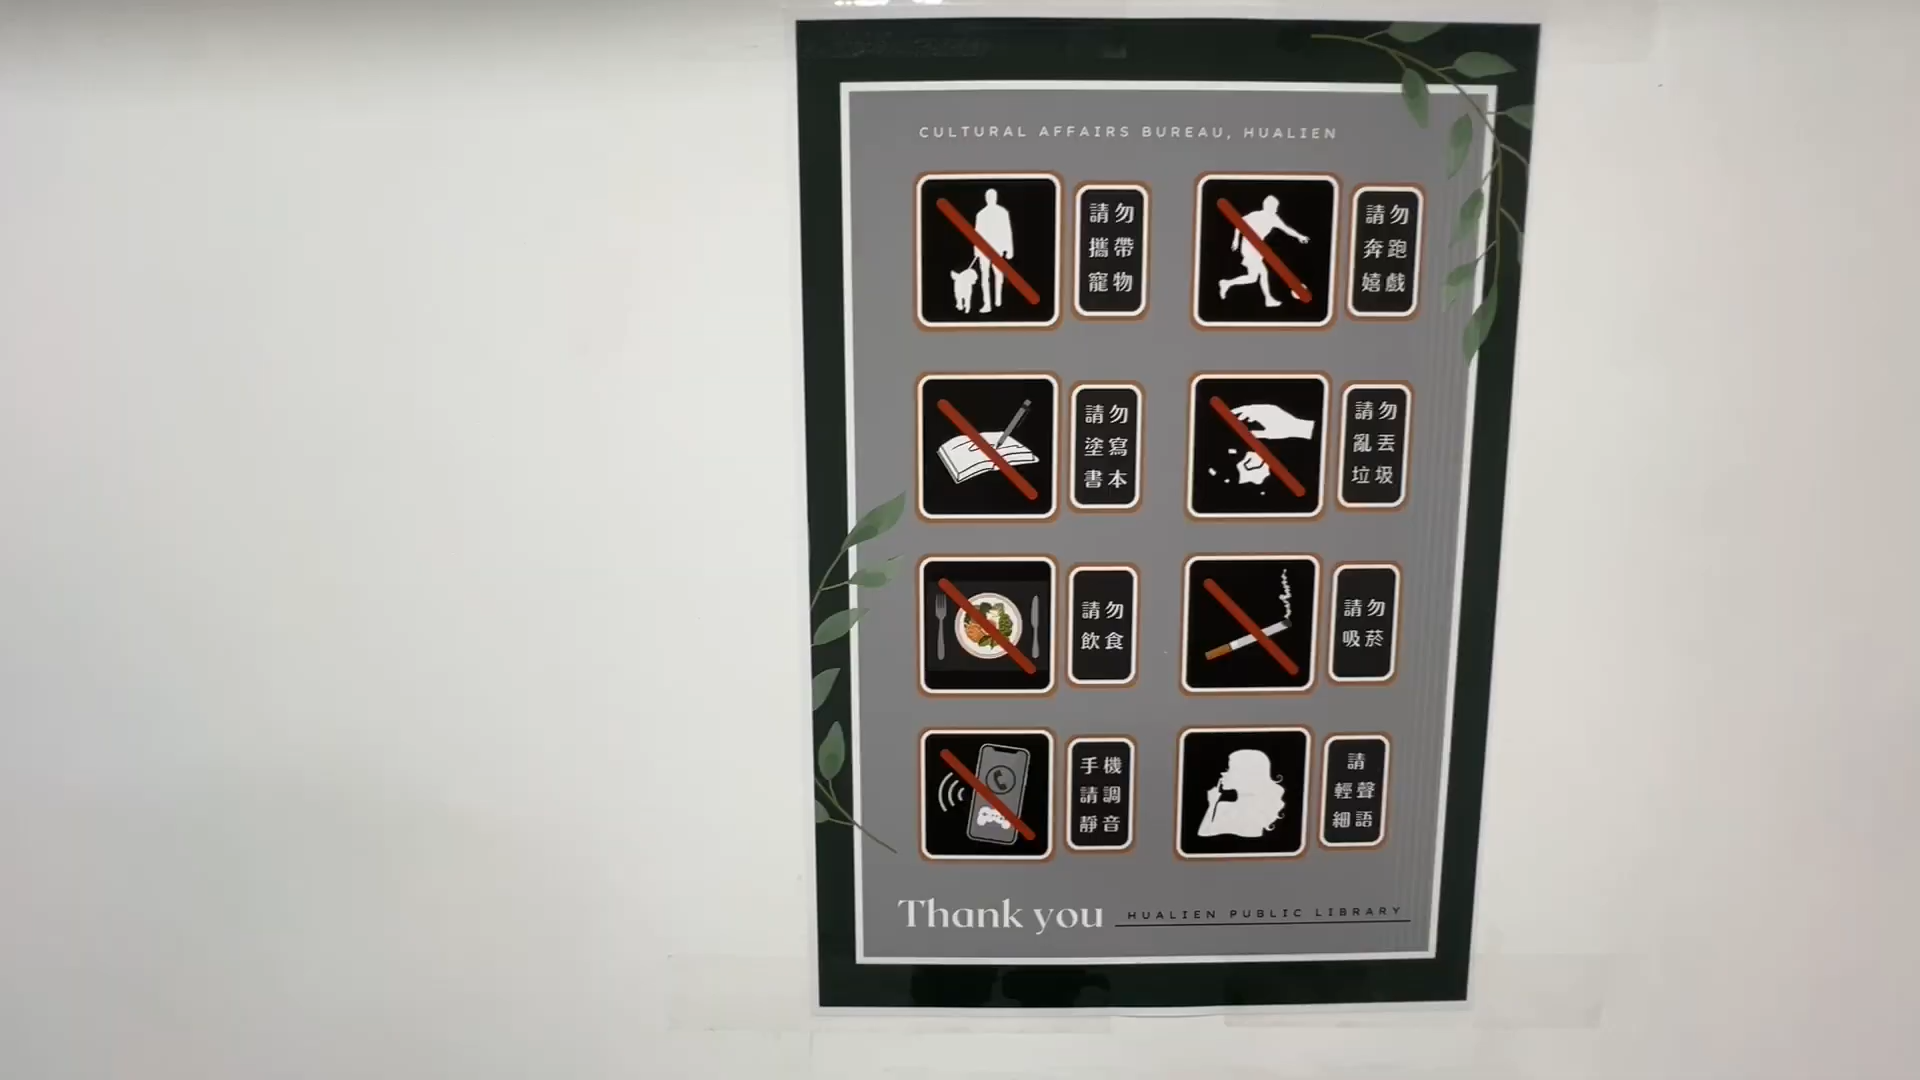 CULTURAL AFFAIRS BUREAU, HUALIEN
請勿
攜帶
寵物
請勿
奔跑
嬉戲
請勿
塗寫
書本
請勿
亂丟
垃圾
請勿
飲食
請勿
吸菸
手機
請調
靜音
請
輕聲
細語
Thank you
HUALIEN PUBLIC LIBRARY